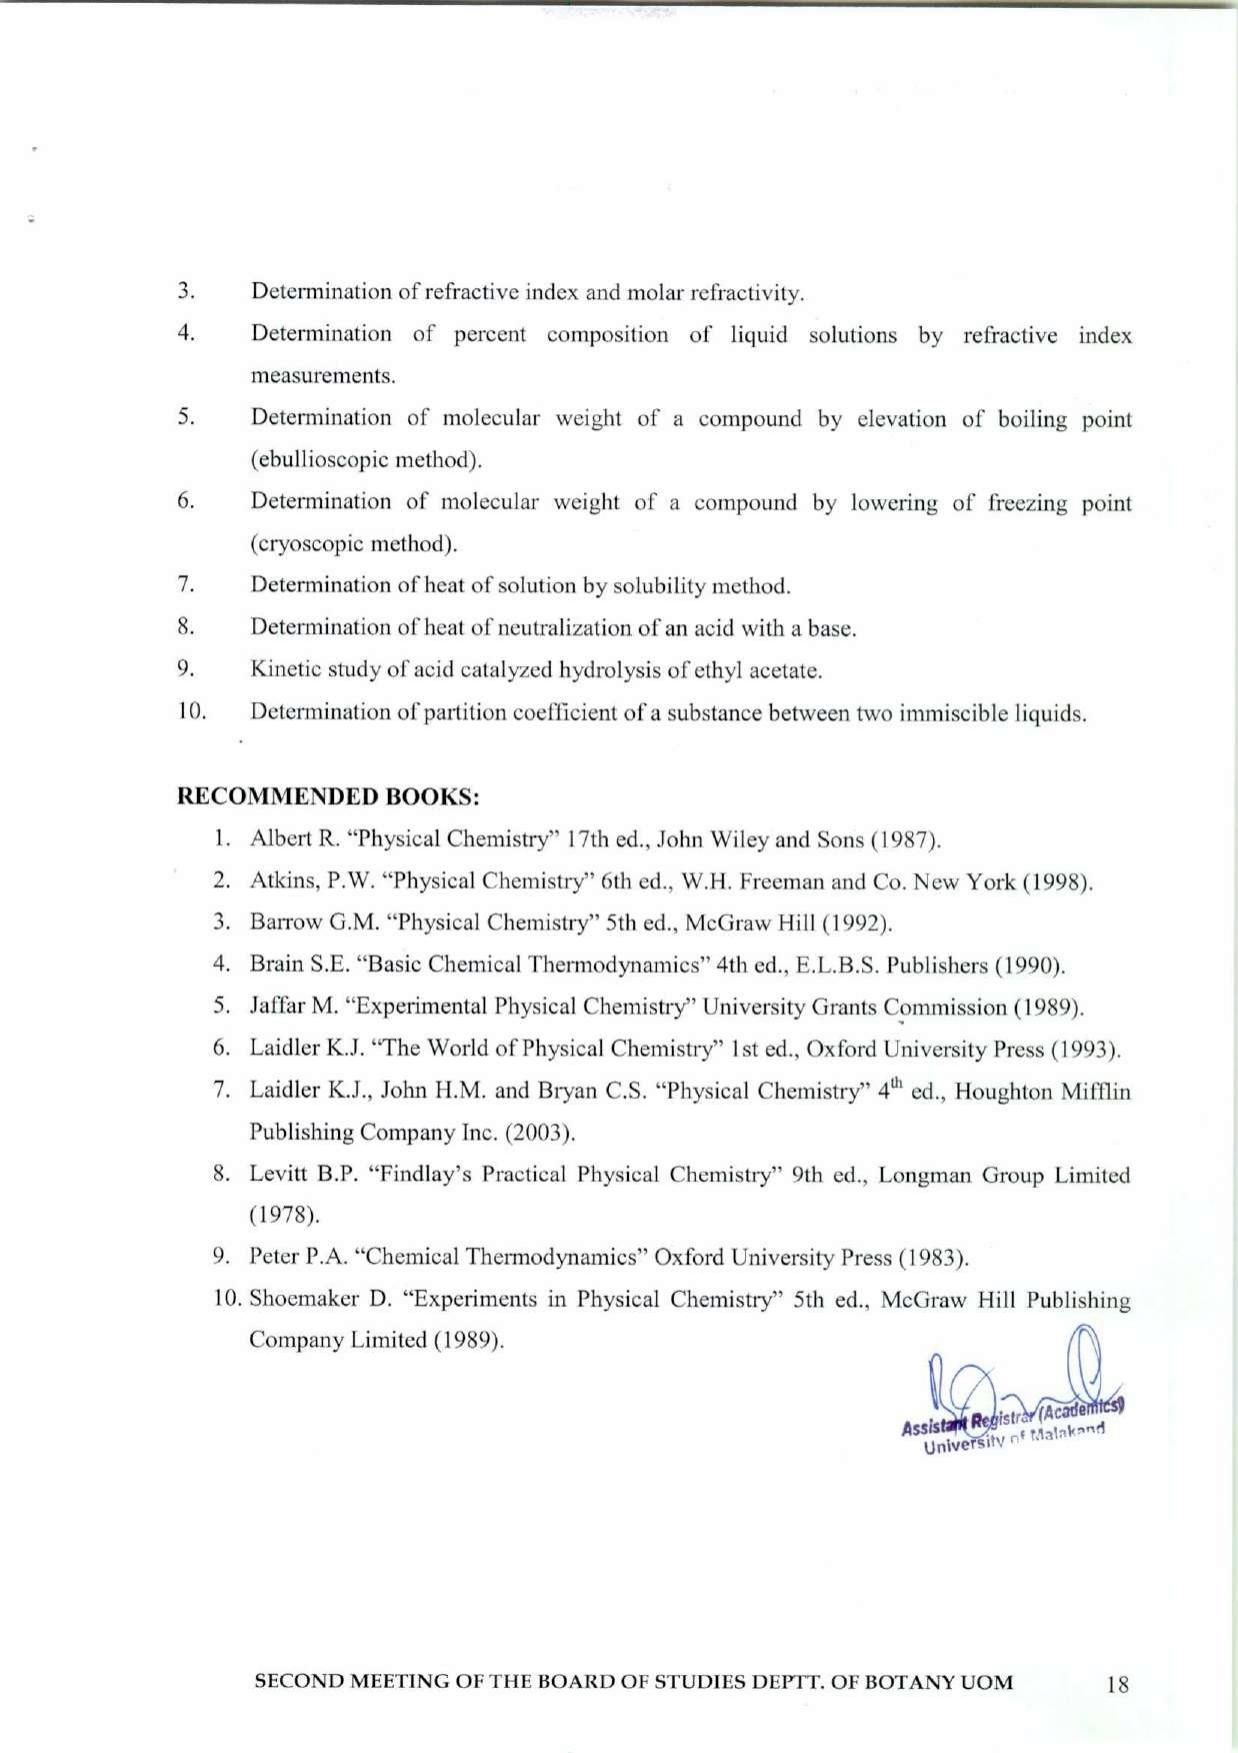 3. Determination of refractive index and molar refractivity.
4. Determination of percent composition of liquid solutions by refractive index
measurements.
5. Determination of molecular weight of a compound by elevation of boiling point
(ebullioscopic method).
6. Determination of molecular weight of a compound by lowering of freezing point
(cryoscopic method).
7. Determination of heat of solution by solubility method.
8. Determination of heat of neutralization of an acid with a base.
9. Kinetic study of acid catalyzed hydrolysis of ethyl acetate.
10. Determination of partition coefficient of a substance between two immiscible liquids.
RECOMMENDED BOOKS:
1. Albert R. “Physical Chemistry” 17th ed., John Wiley and Sons (1987).
2. Atkins, P.W. “Physical Chemistry” 6th ed., W.H. Freeman and Co. New York (1998).
3. Barrow G.M. “Physical Chemistry” 5th ed., McGraw Hill (1992).
4. Brain S.E. “Basic Chemical Thermodynamics” 4th ed., E.L.B.S. Publishers (1990).
5. Jaffar M. “Experimental Physical Chemistry” University Grants Commission (1989).
6. Laidler K.J. “The World of Physical Chemistry” 1st ed., Oxford University Press (1993).
7. Laidler K.J., John H.M. and Bryan C.S. “Physical Chemistry” 4th ed., Houghton Mifflin
Publishing Company Inc. (2003).
8. Levitt B.P. “Findlay’s Practical Physical Chemistry” 9th ed., Longman Group Limited
(1978).
9. Peter P.A. “Chemical Thermodynamics” Oxford University Press (1983).
10. Shoemaker D. “Experiments in Physical Chemistry” 5th ed., McGraw Hill Publishing
Company Limited (1989).
Assistant Registrar (Academics)
University of Malakand
SECOND MEETING OF THE BOARD OF STUDIES DEPTT. OF BOTANY UOM 18